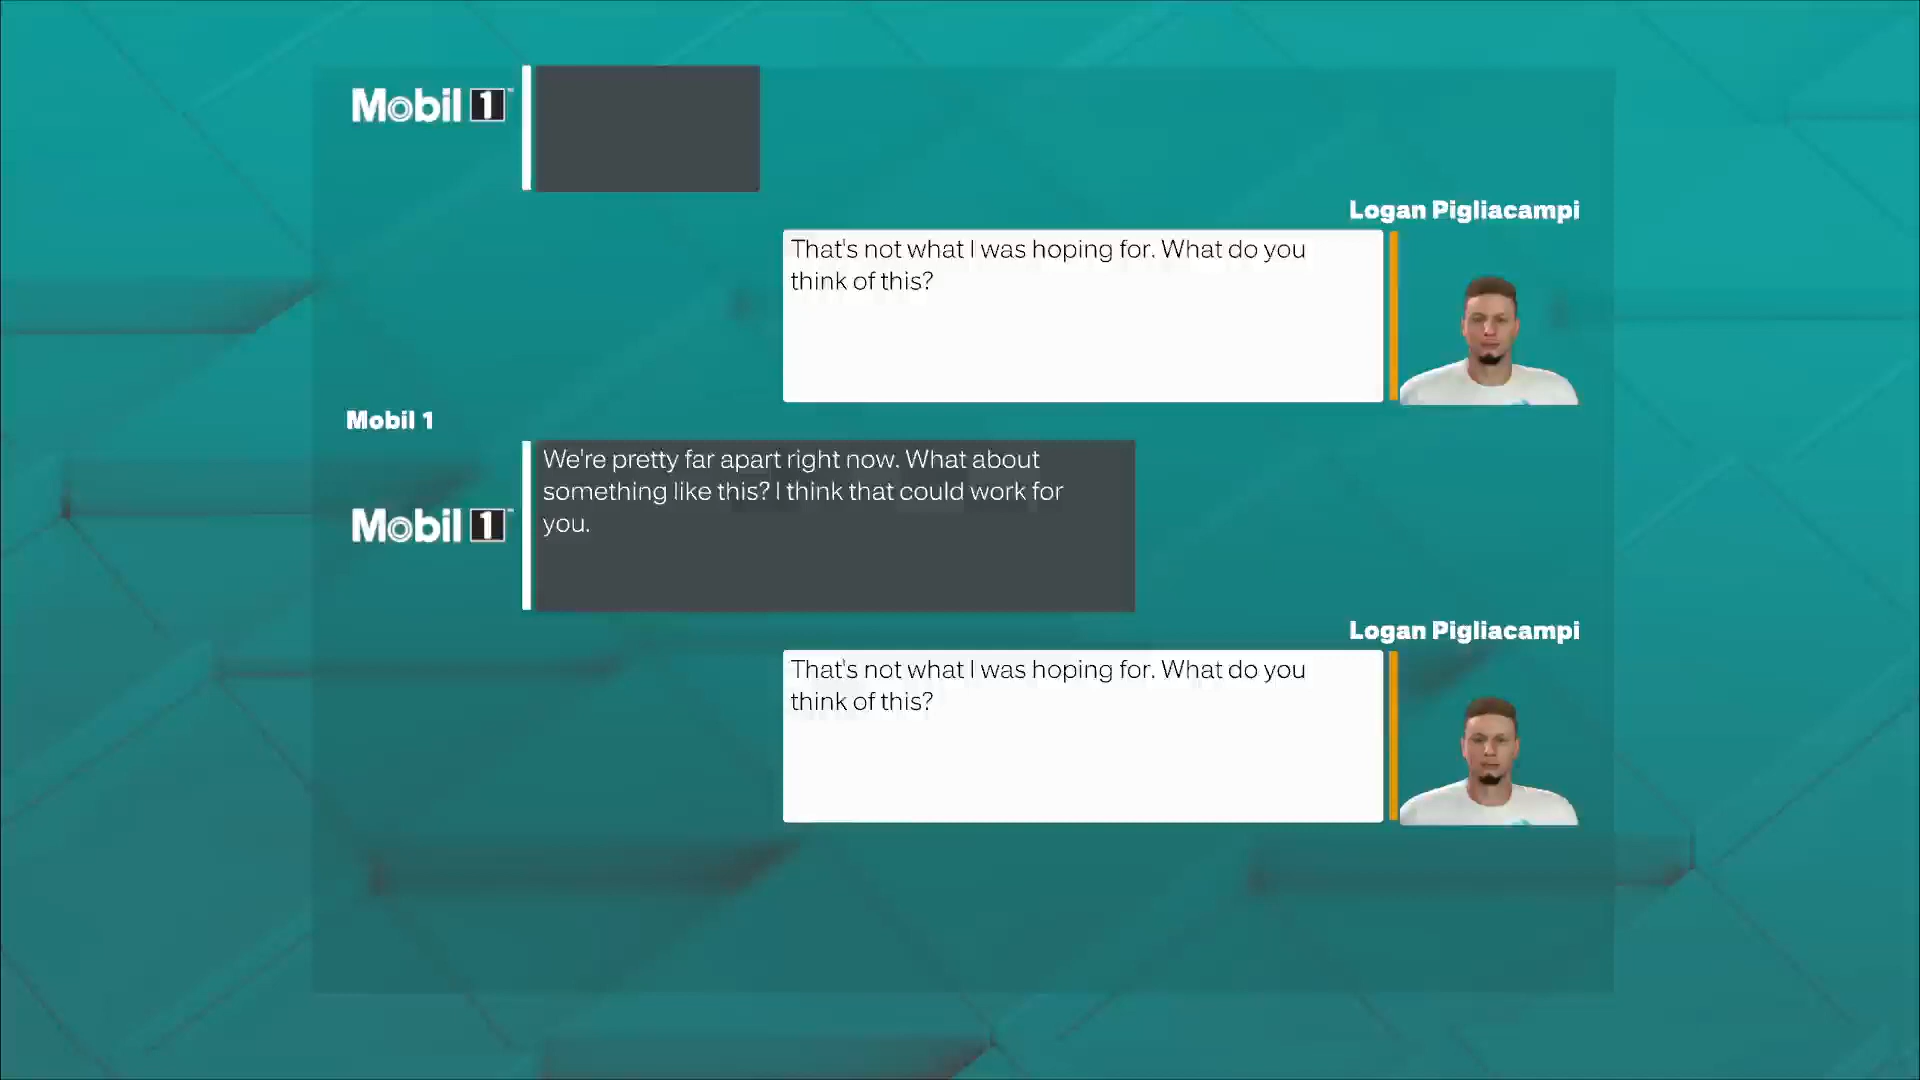 Mobil 1™
Logan Pigliacampi
That's not what I was hoping for. What do you
think of this?
Mobil 1
We're pretty far apart right now. What about
something like this? I think that could work for
you.
Mobil 1™
Logan Pigliacampi
That's not what I was hoping for. What do you
think of this?